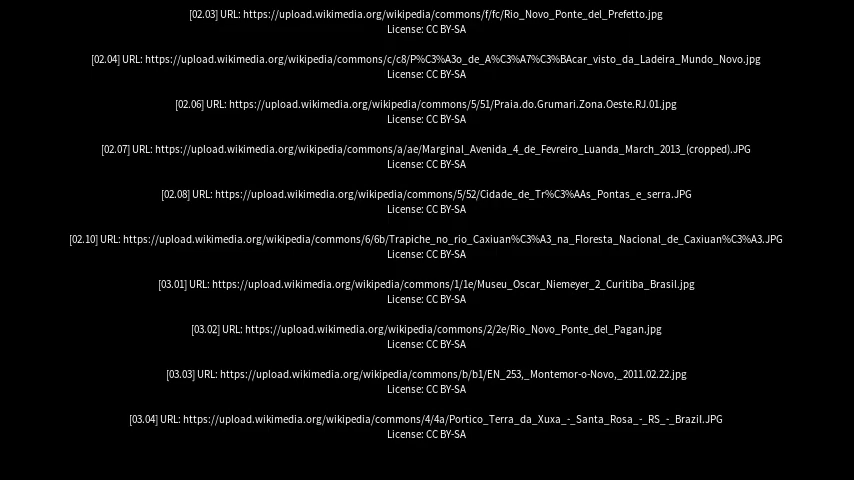 [02.03] URL: https://upload.wikimedia.org/wikipedia/commons/f/fc/Rio_Novo_Ponte_del_Prefetto.jpg
License: CC BY-SA
[02.04] URL: https://upload.wikimedia.org/wikipedia/commons/c/c8/P%C3%A3o_de_A%C3%A7%C3%BAcar_visto_da_Ladeira_Mundo_Novo.jpg
License: CC BY-SA
[02.06] URL: https://upload.wikimedia.org/wikipedia/commons/5/51/Praia.do.Grumari.Zona.Oeste.RJ.01.jpg
License: CC BY-SA
[02.07] URL: https://upload.wikimedia.org/wikipedia/commons/a/ae/Marginal_Avenida_4_de_Fevreiro_Luanda_March_2013_(cropped).JPG
License: CC BY-SA
[02.08] URL: https://upload.wikimedia.org/wikipedia/commons/5/52/Cidade_de_Tr%C3%AAs_Pontas_e_serra.JPG
License: CC BY-SA
[02.10] URL: https://upload.wikimedia.org/wikipedia/commons/6/6b/Trapiche_no_rio_Caxiuan%C3%A3_na_Floresta_Nacional_de_Caxiuan%C3%A3.JPG
License: CC BY-SA
[03.01] URL: https://upload.wikimedia.org/wikipedia/commons/1/1e/Museu_Oscar_Niemeyer_2_Curitiba_Brasil.jpg
License: CC BY-SA
[03.02] URL: https://upload.wikimedia.org/wikipedia/commons/2/2e/Rio_Novo_Ponte_del_Pagan.jpg
License: CC BY-SA
[03.03] URL: https://upload.wikimedia.org/wikipedia/commons/b/b1/EN_253,_Montemor-o-Novo,_2011.02.22.jpg
License: CC BY-SA
[03.04] URL: https://upload.wikimedia.org/wikipedia/commons/4/4a/Portico_Terra_da_Xuxa_-_Santa_Rosa_-_RS_-_Brazil.JPG
License: CC BY-SA